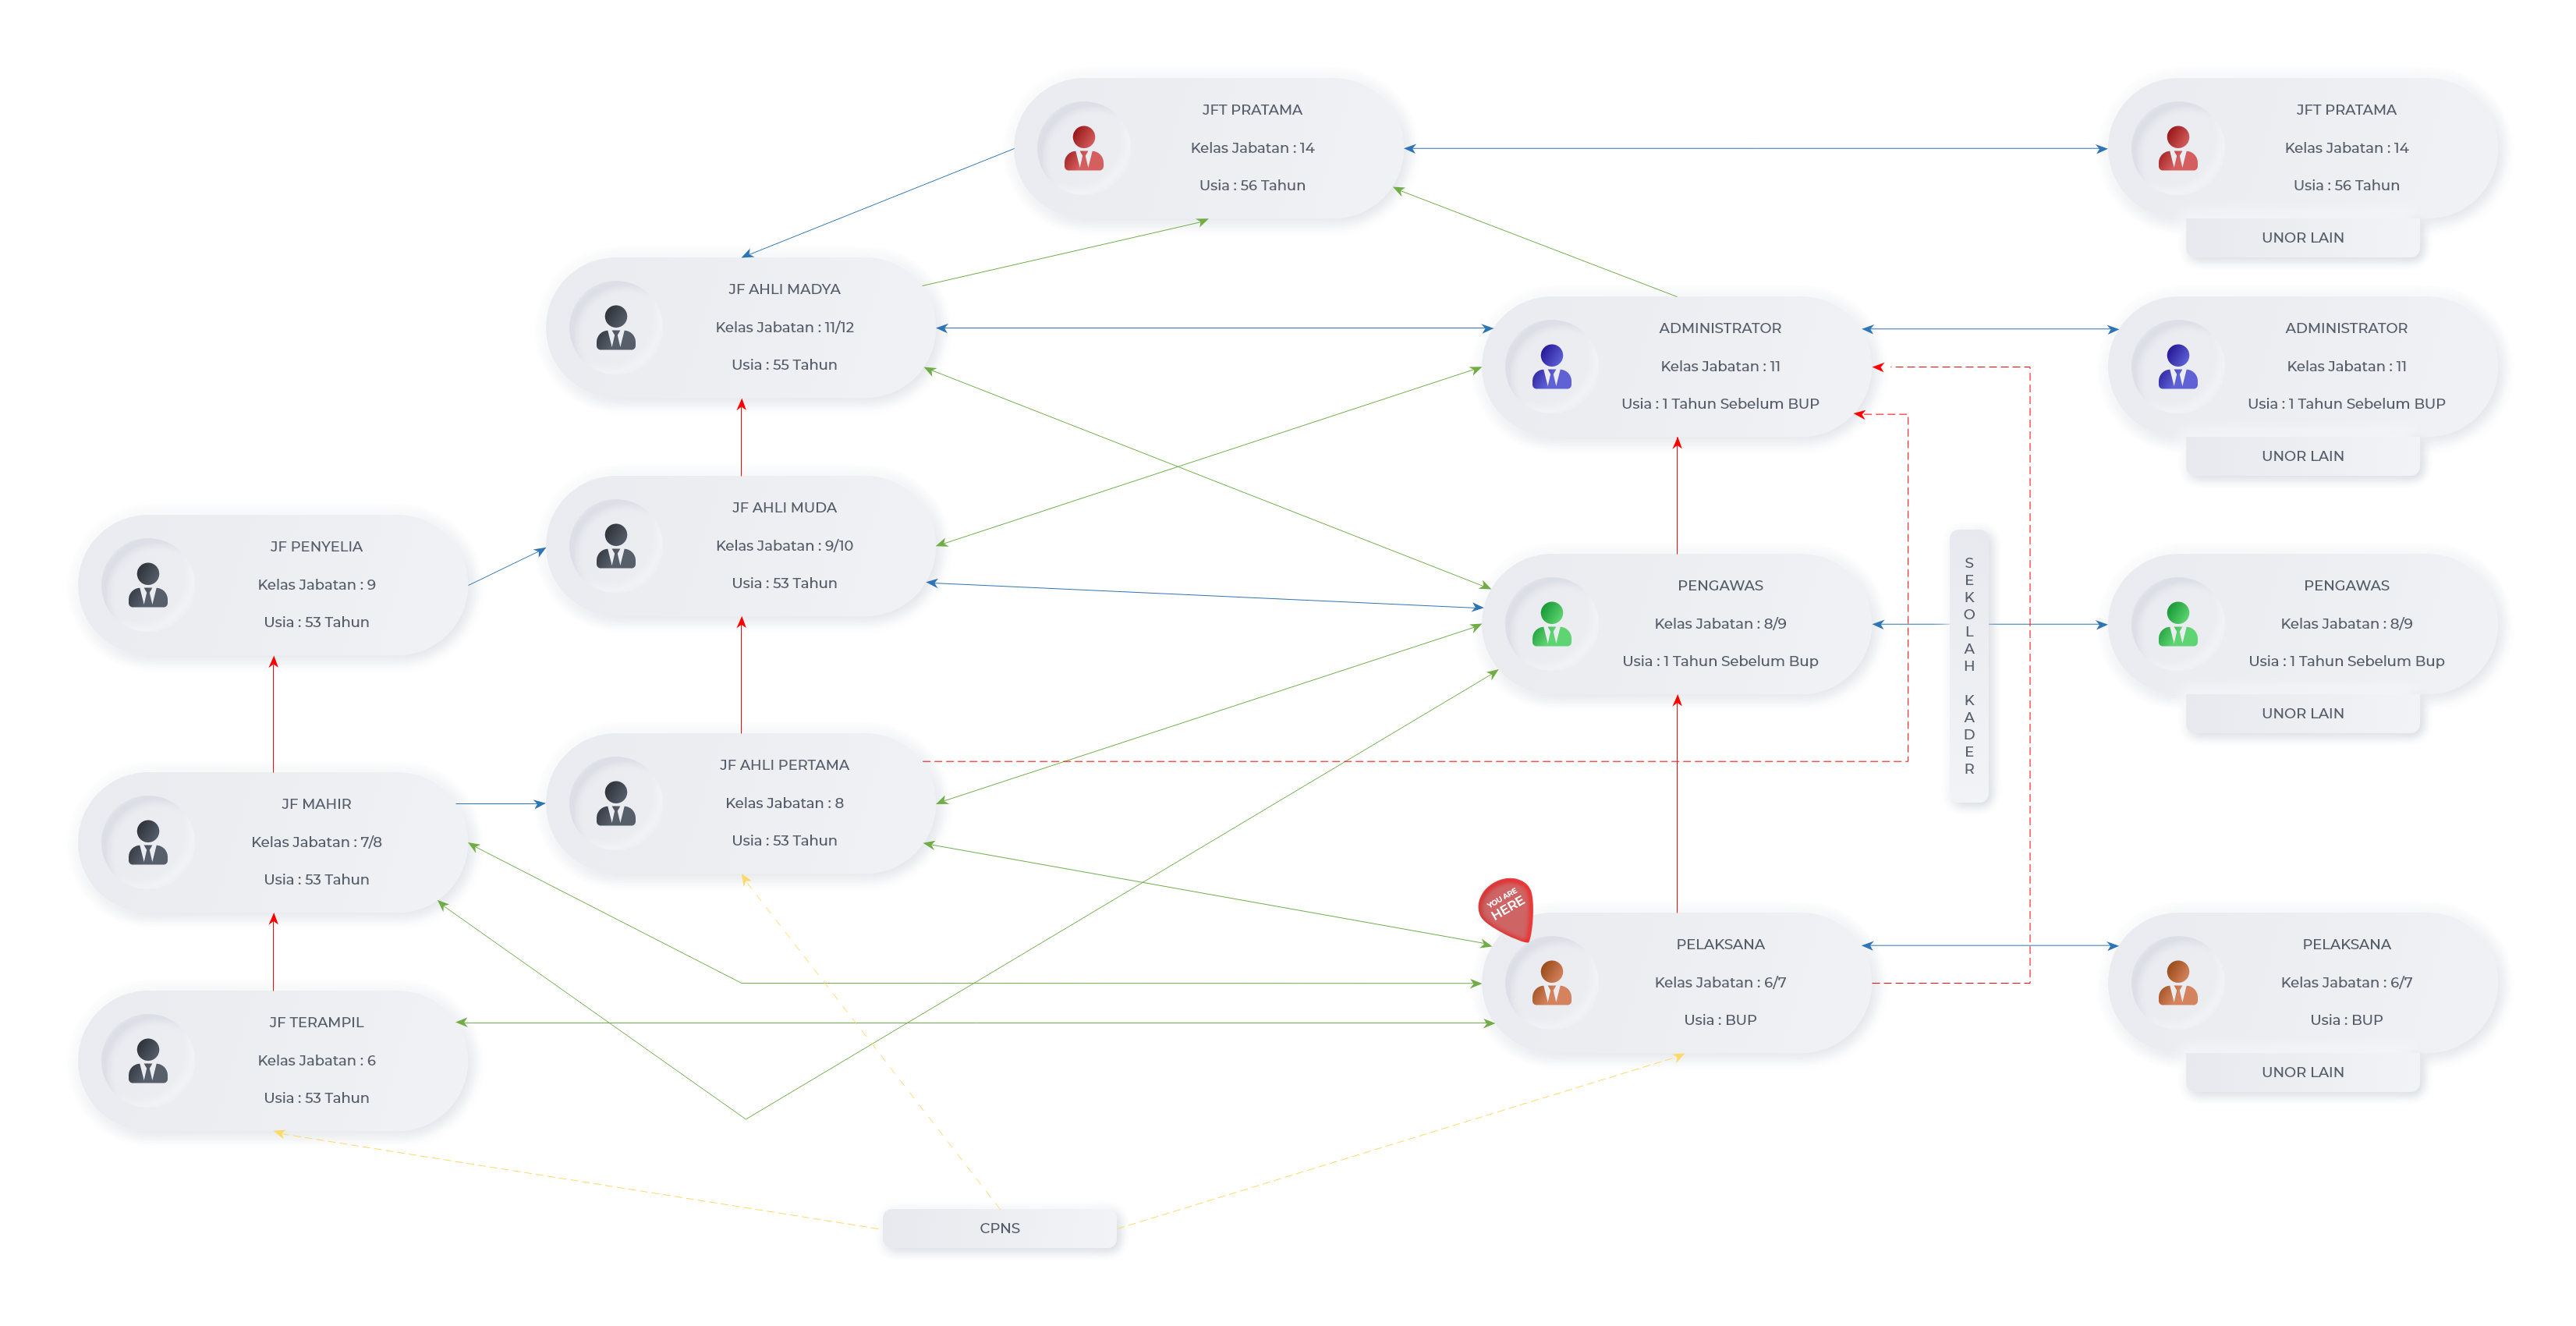 JFT PRATAMA
Kelas Jabatan : 14
Usia : 56 Tahun
JFT PRATAMA
Kelas Jabatan : 14
Usia : 56 Tahun
UNOR LAIN
JF AHLI MADYA
Kelas Jabatan : 11/12
Usia : 55 Tahun
ADMINISTRATOR
Kelas Jabatan : 11
Usia : 1 Tahun Sebelum BUP
ADMINISTRATOR
Kelas Jabatan : 11
Usia : 1 Tahun Sebelum BUP
UNOR LAIN
JF PENYELIA
Kelas Jabatan : 9
Usia : 53 Tahun
JF AHLI MUDA
Kelas Jabatan : 9/10
Usia : 53 Tahun
PENGAWAS
Kelas Jabatan : 8/9
Usia : 1 Tahun Sebelum Bup
SEKOLAH KADER
PENGAWAS
Kelas Jabatan : 8/9
Usia : 1 Tahun Sebelum Bup
UNOR LAIN
JF MAHIR
Kelas Jabatan : 7/8
Usia : 53 Tahun
JF AHLI PERTAMA
Kelas Jabatan : 8
Usia : 53 Tahun
YOU ARE
HERE
PELAKSANA
Kelas Jabatan : 6/7
Usia : BUP
PELAKSANA
Kelas Jabatan : 6/7
Usia : BUP
UNOR LAIN
JF TERAMPIL
Kelas Jabatan : 6
Usia : 53 Tahun
CPNS